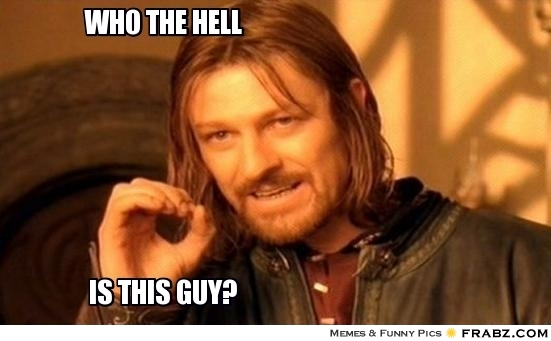 WHO THE HELL
IS THIS GUY?
MEMES & FUNNY PICS FRABZ.COM